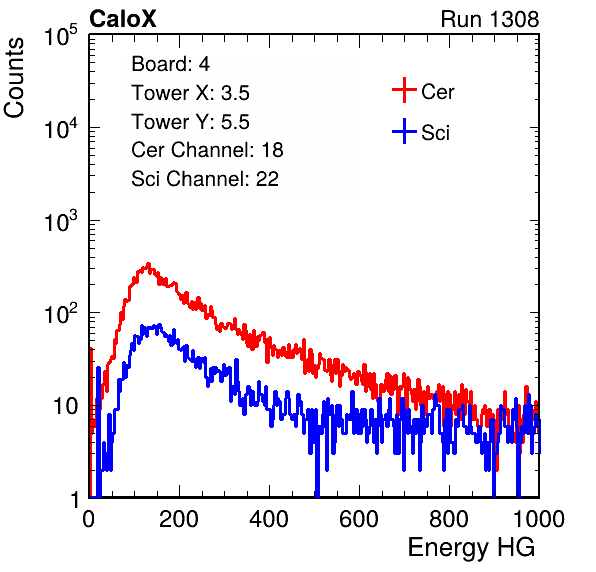 CaloX Run 1308
Counts
10^5
10^4
10^3
10^2
10
1
Board: 4
Tower X: 3.5
Tower Y: 5.5
Cer Channel: 18
Sci Channel: 22
Cer
Sci
0 200 400 600 800 1000
Energy HG